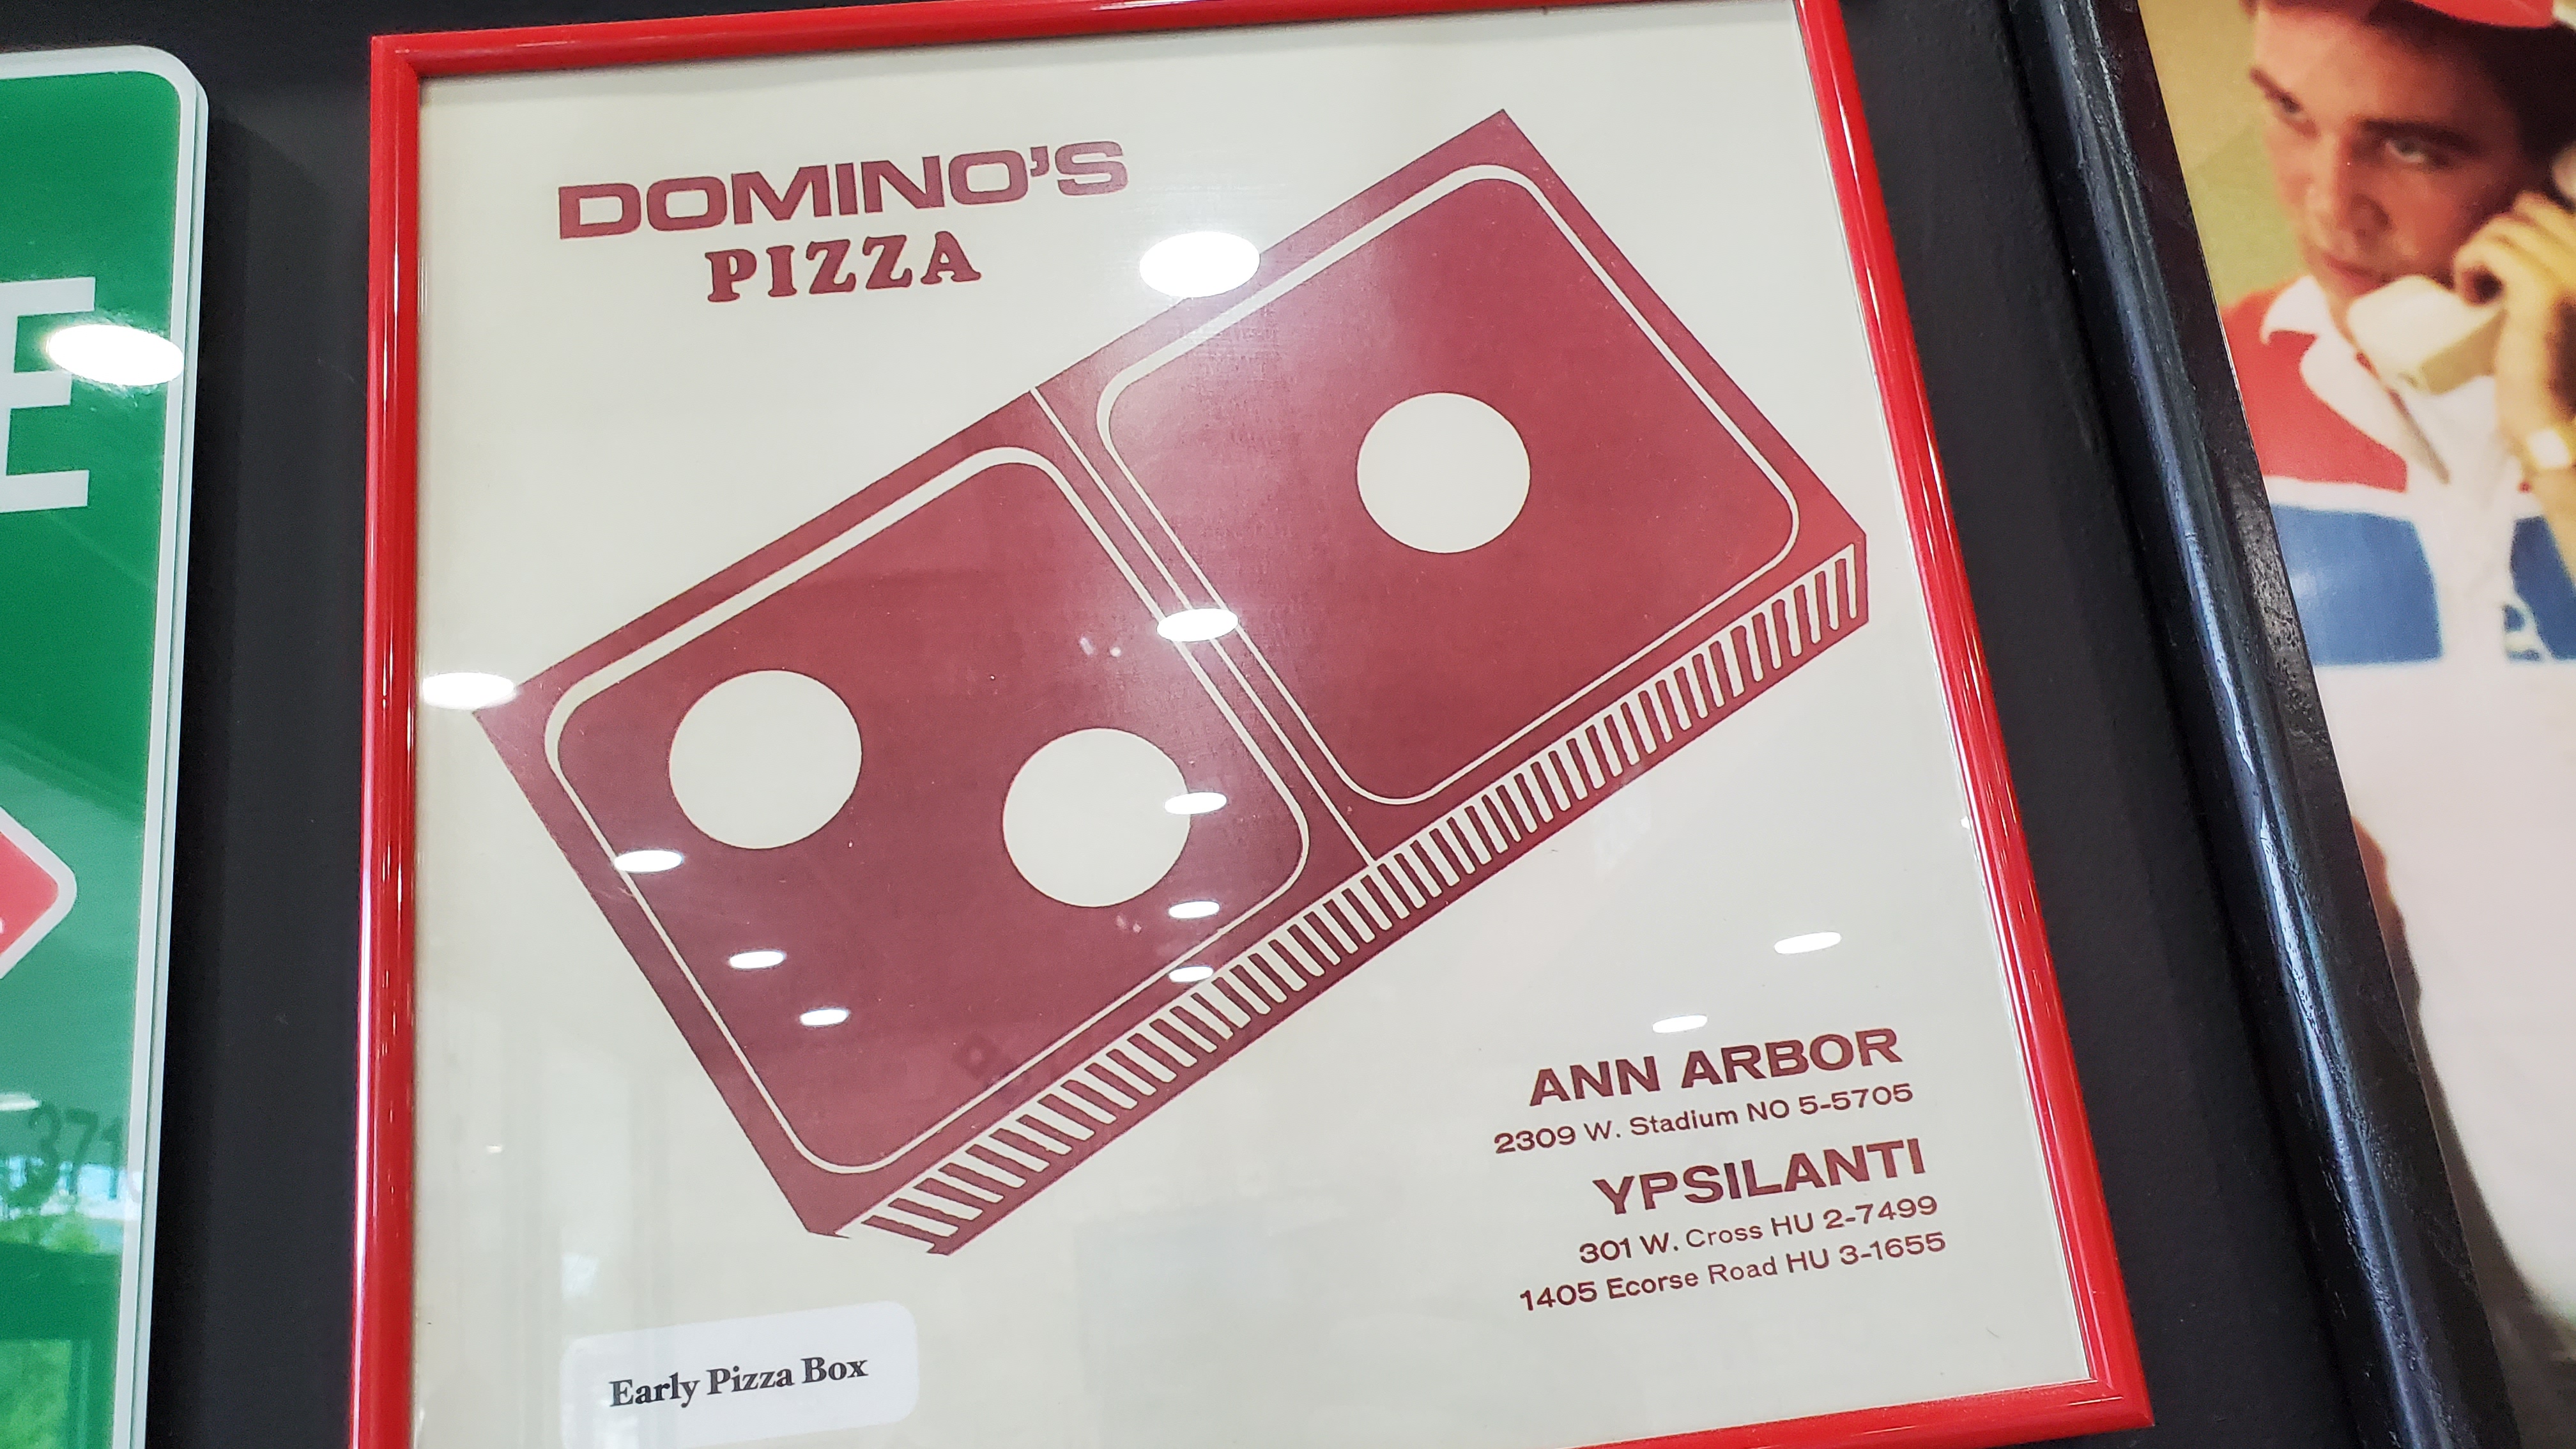 E
DOMINO'S
PIZZA
ANN ARBOR
2309 W. Stadium NO 5-5705
YPSILANTI
301 W. Cross HU 2-7499
1405 Ecorse Road HU 3-1655
Early Pizza Box